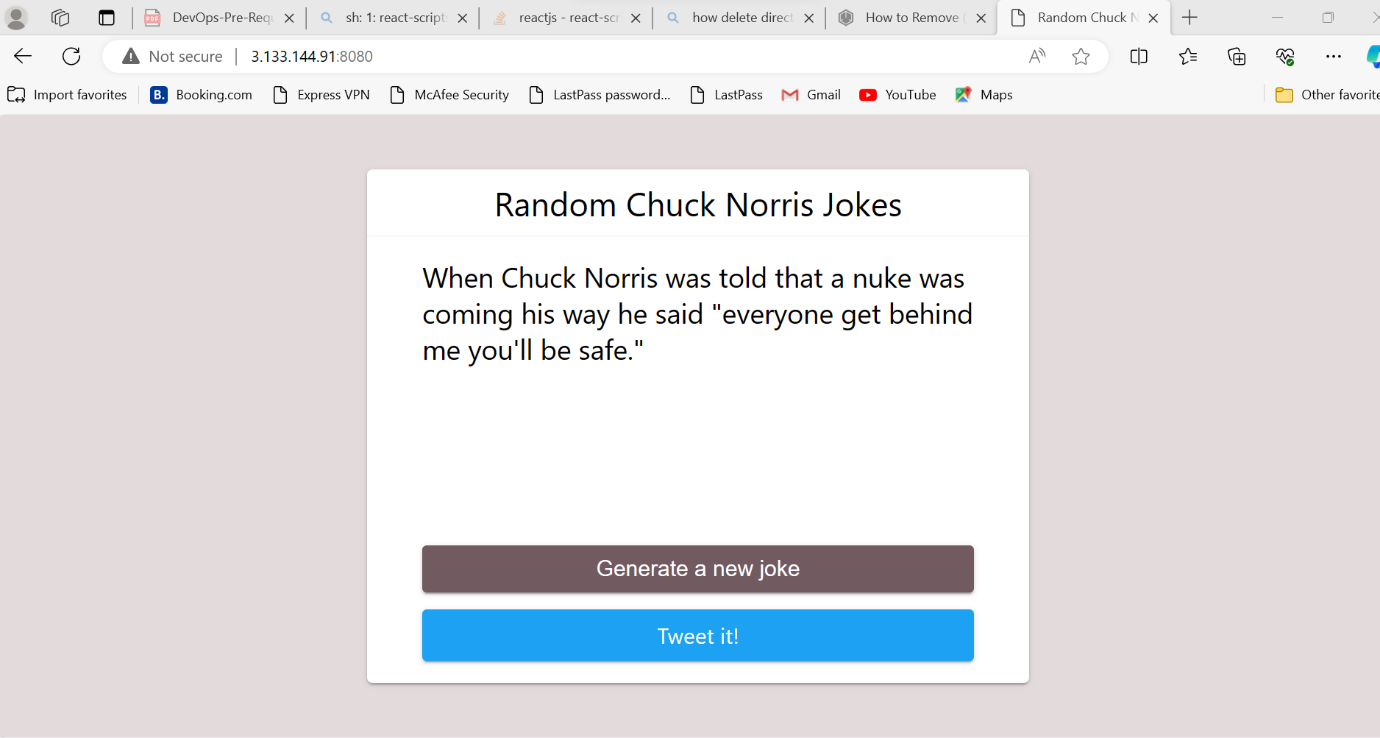 DevOps-Pre-Requ
sh: 1: react-script
reactjs - react-scr
how delete direct
How to Remove
Random Chuck N
Not secure 3.133.144.91:8080
Import favorites B. Booking.com Express VPN McAfee Security LastPass password... LastPass Gmail YouTube Maps Other favorite
Random Chuck Norris Jokes
When Chuck Norris was told that a nuke was
coming his way he said "everyone get behind
me you'll be safe."
Generate a new joke
Tweet it!